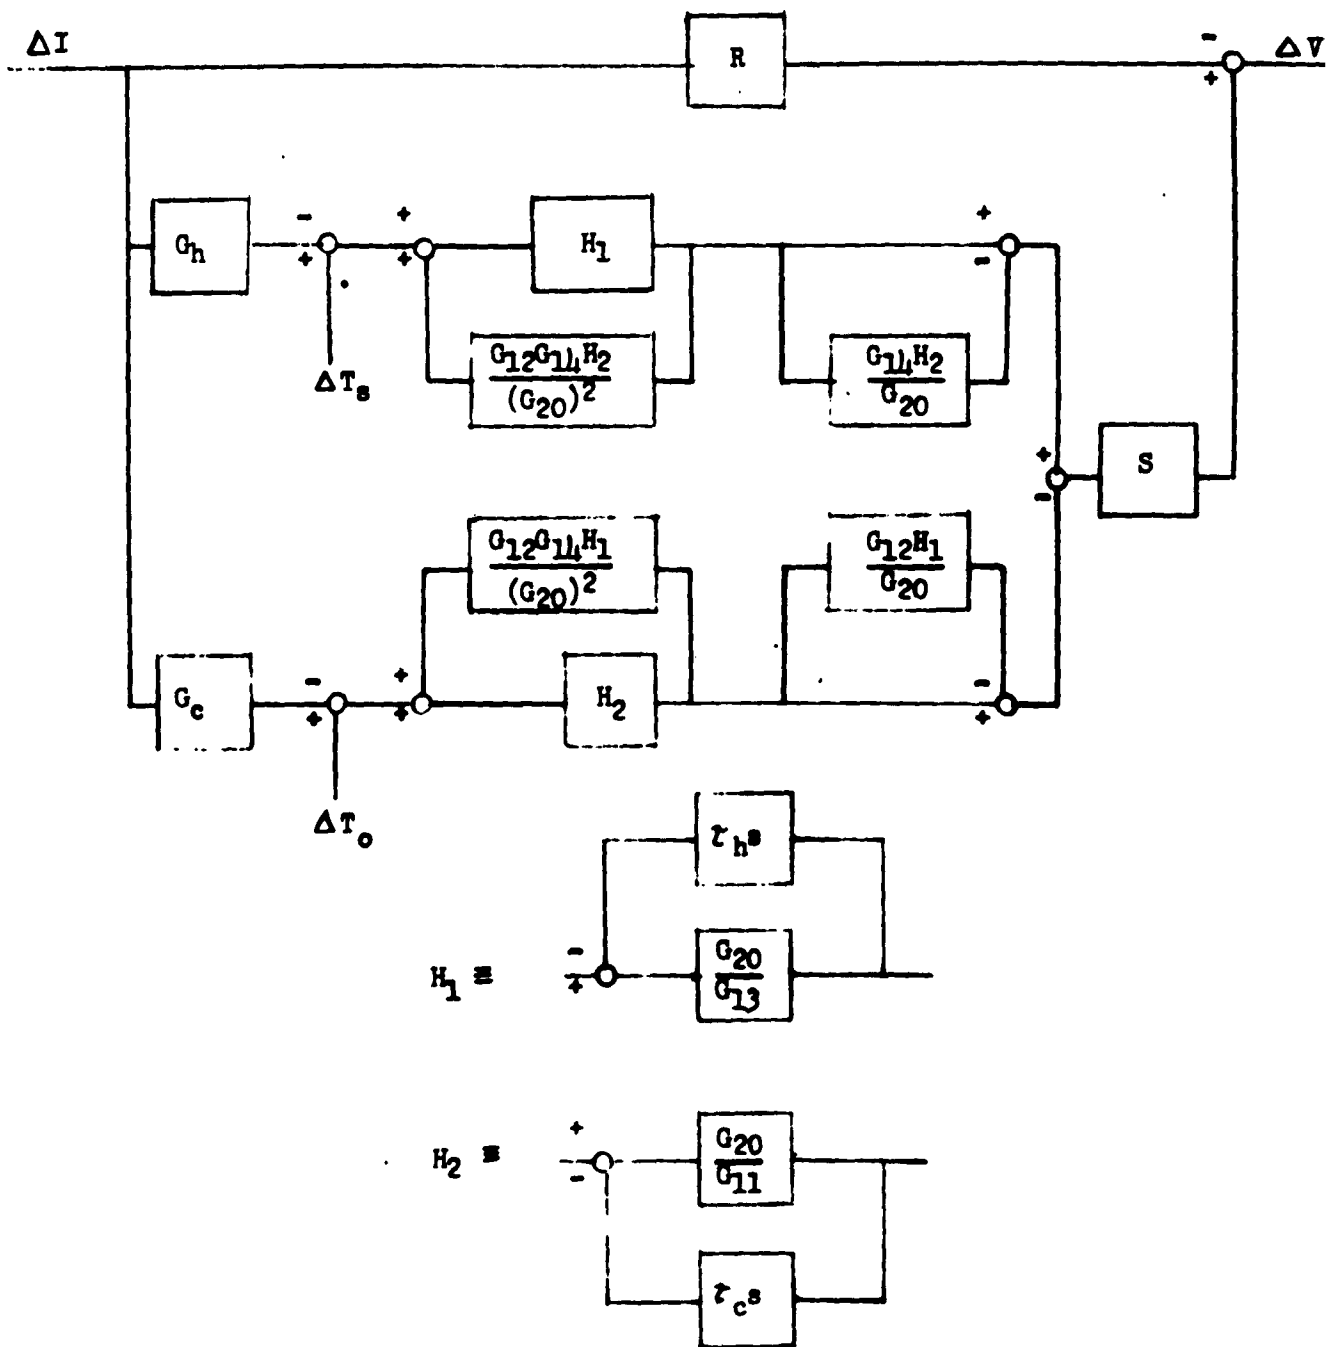 ΔI
R
-
+
ΔV
G_h
-
+
ΔT_s
+
+
H_1
G_12G_14H_2
(G_20)^2
+
-
G_14H_2
G_20
+
-
S
G_12G_14H_1
(G_20)^2
G_12H_1
G_20
G_c
-
+
ΔT_o
+
+
H_2
-
+
τ_hs
H_1 ≡
-
+
G_20
G_13
H_2 ≡
+
-
G_20
G_11
τ_cs